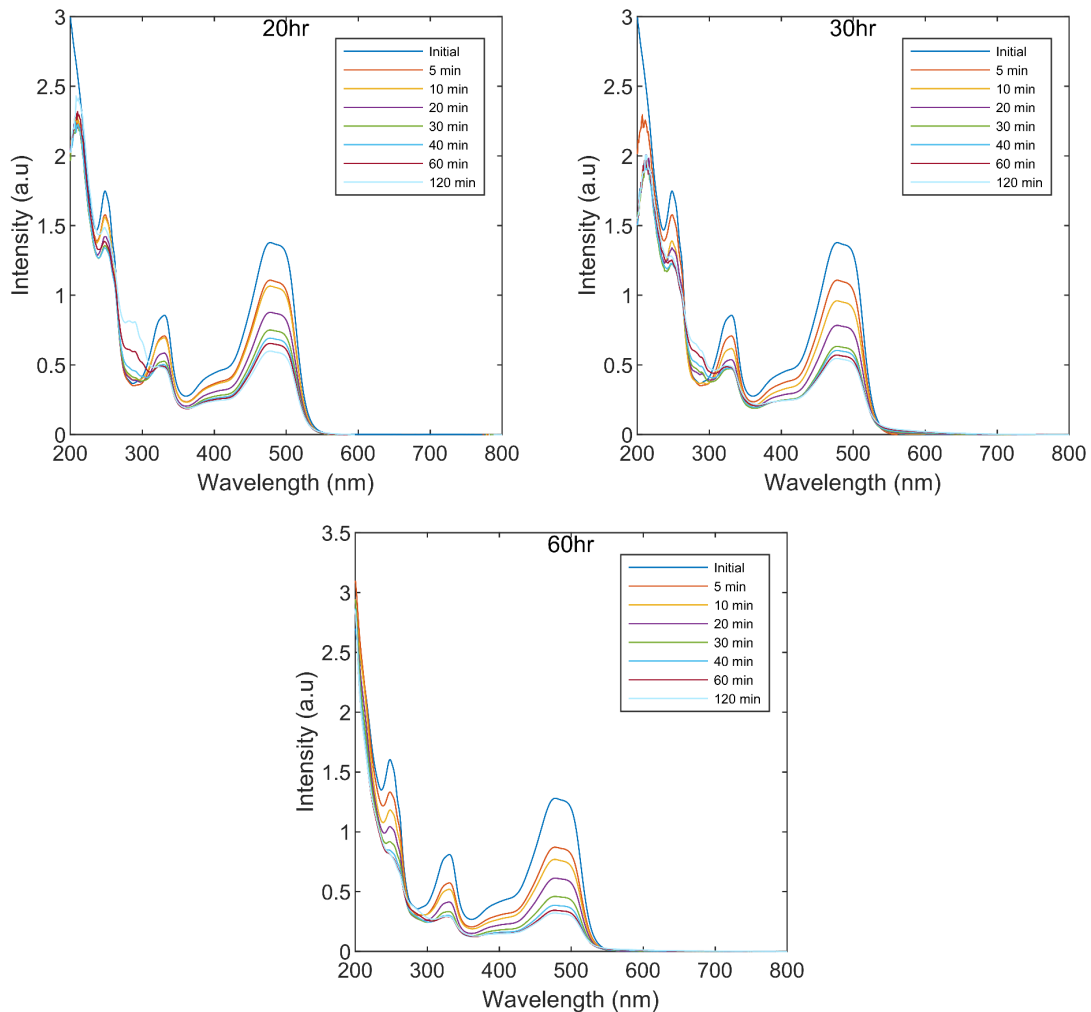 20hr
Intensity (a.u)
3
2.5
2
1.5
1
0.5
0
200 300 400 500 600 700 800
Wavelength (nm)
Initial
5 min
10 min
20 min
30 min
40 min
60 min
120 min
30hr
Intensity (a.u)
3
2.5
2
1.5
1
0.5
0
200 300 400 500 600 700 800
Wavelength (nm)
Initial
5 min
10 min
20 min
30 min
40 min
60 min
120 min
60hr
Intensity (a.u)
3.5
3
2.5
2
1.5
1
0.5
0
200 300 400 500 600 700 800
Wavelength (nm)
Initial
5 min
10 min
20 min
30 min
40 min
60 min
120 min